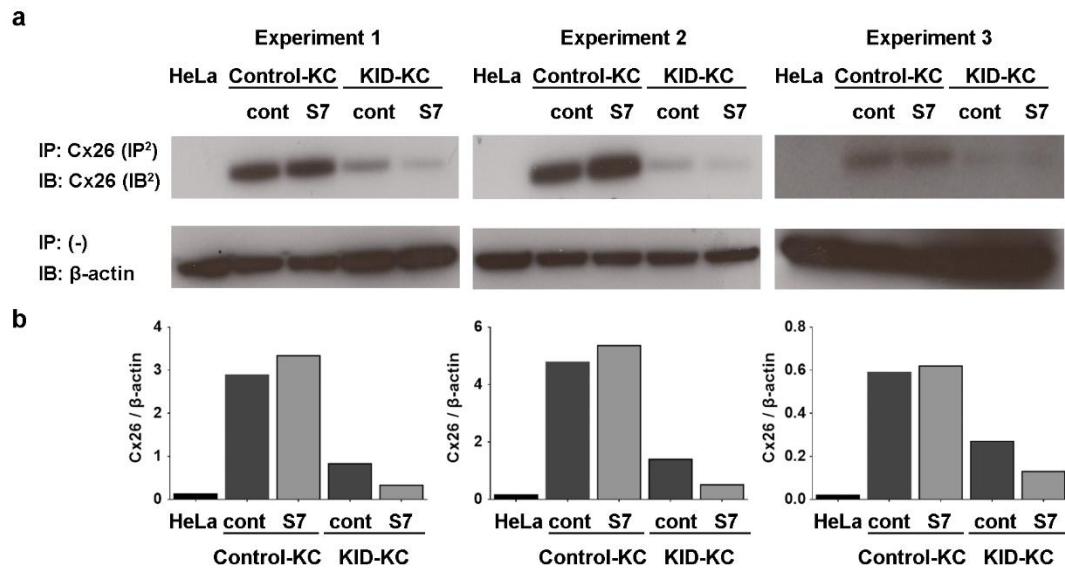 a
Experiment 1 Experiment 2 Experiment 3
HeLa Control-KC KID-KC HeLa Control-KC KID-KC HeLa Control-KC KID-KC
cont S7 cont S7 cont S7 cont S7 cont S7 cont S7
IP: Cx26 (IP²)
IB: Cx26 (IB²)
IP: (-)
IB: β-actin
b
Cx26 / β-actin
4
3
2
1
0
HeLa cont S7 cont S7
Control-KC KID-KC
Cx26 / β-actin
6
4
2
0
HeLa cont S7 cont S7
Control-KC KID-KC
Cx26 / β-actin
0.8
0.6
0.4
0.2
0.0
HeLa cont S7 cont S7
Control-KC KID-KC